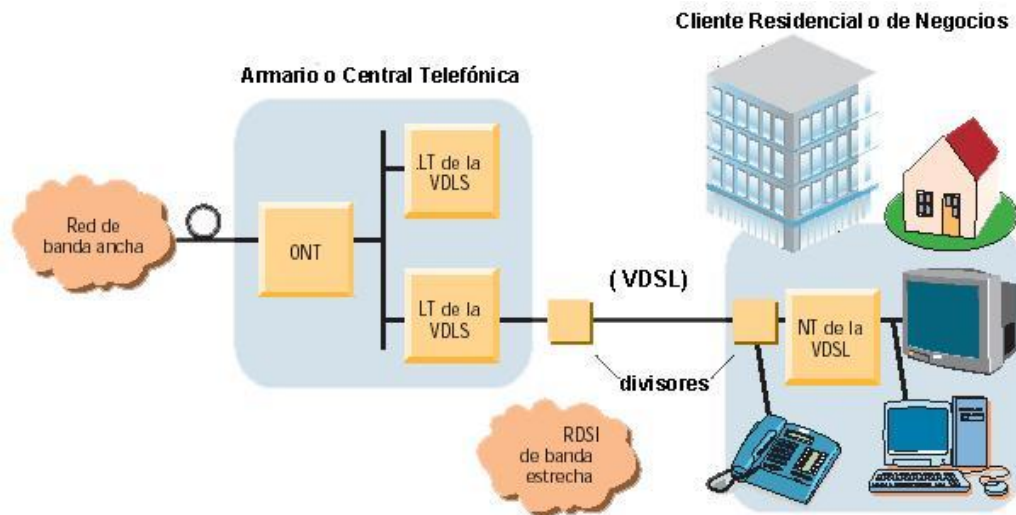 Cliente Residencial o de Negocios
Armario o Central Telefónica
.LT de la
VDLS
Red de
banda ancha
ONT
LT de la
VDLS
( VDSL)
NT de la
VDSL
divisores
RDSI
de banda
estrecha